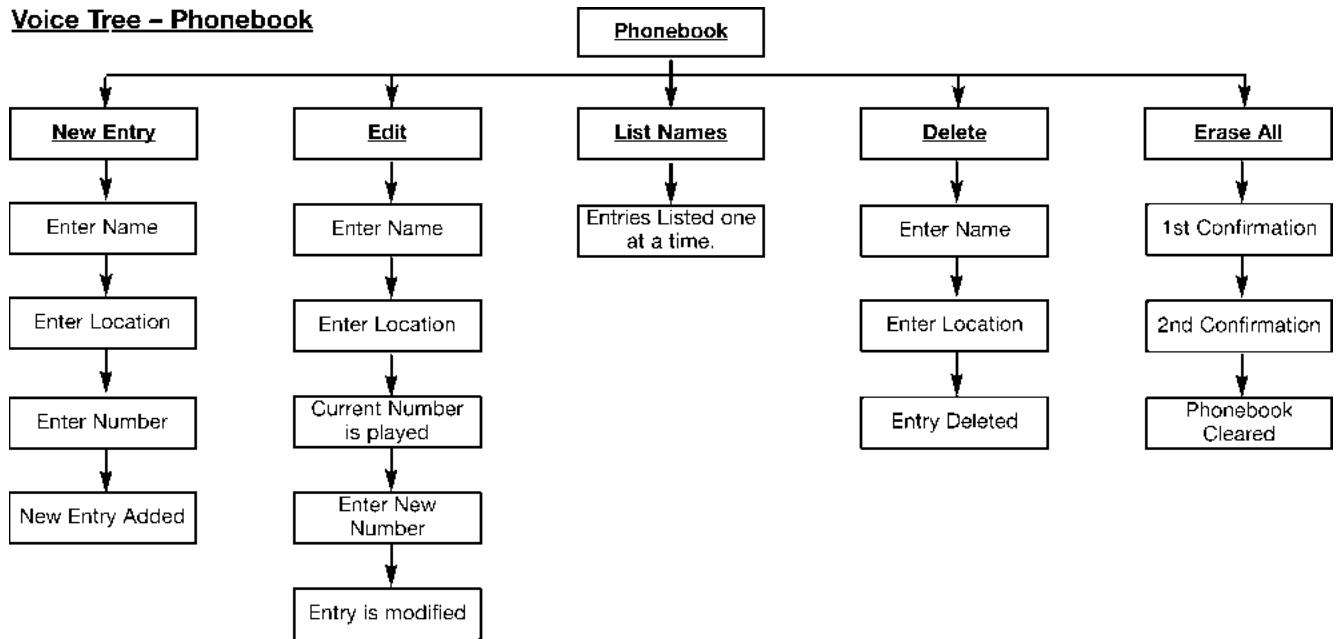 Voice Tree – Phonebook
Phonebook
New Entry
Edit
List Names
Delete
Erase All
Enter Name
Enter Name
Entries Listed one
at a time.
Enter Name
1st Confirmation
Enter Location
Enter Location
Enter Location
2nd Confirmation
Enter Number
Current Number
is played
Entry Deleted
Phonebook
Cleared
New Entry Added
Enter New
Number
Entry is modified